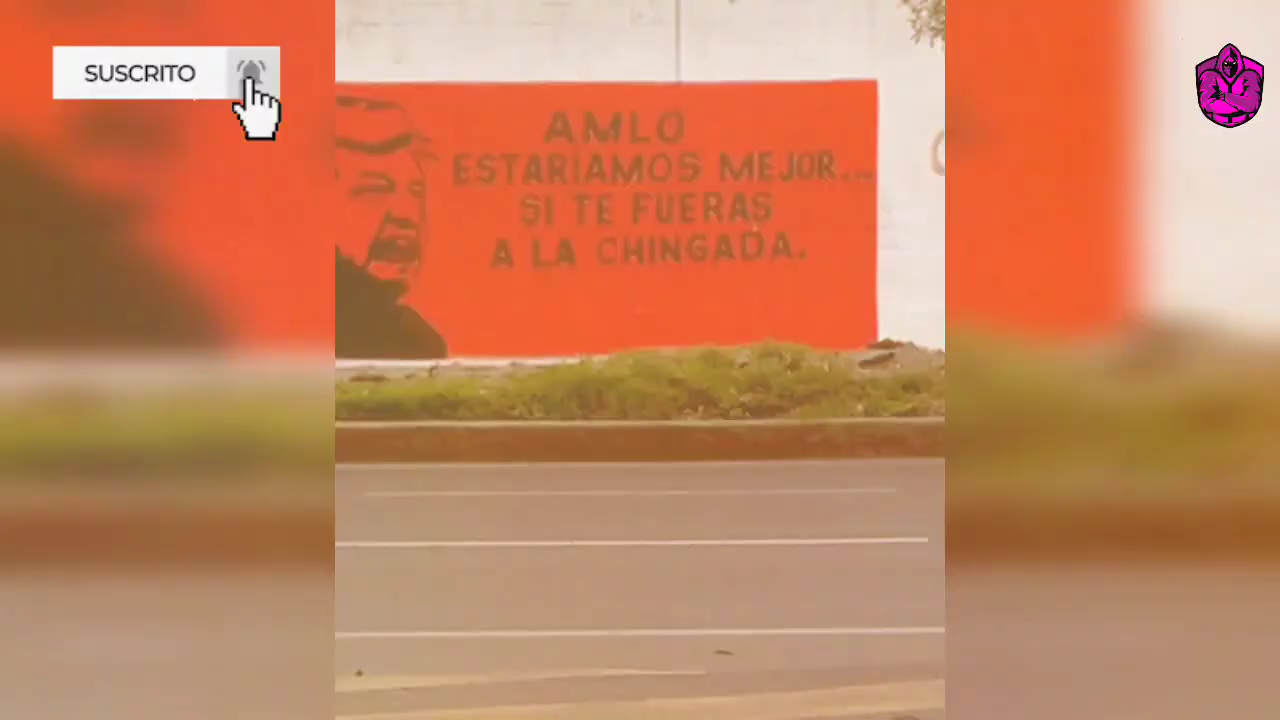 SUSCRITO
AMLO
ESTARIAMOS MEJOR...
SI TE FUERAS
A LA CHINGADA.